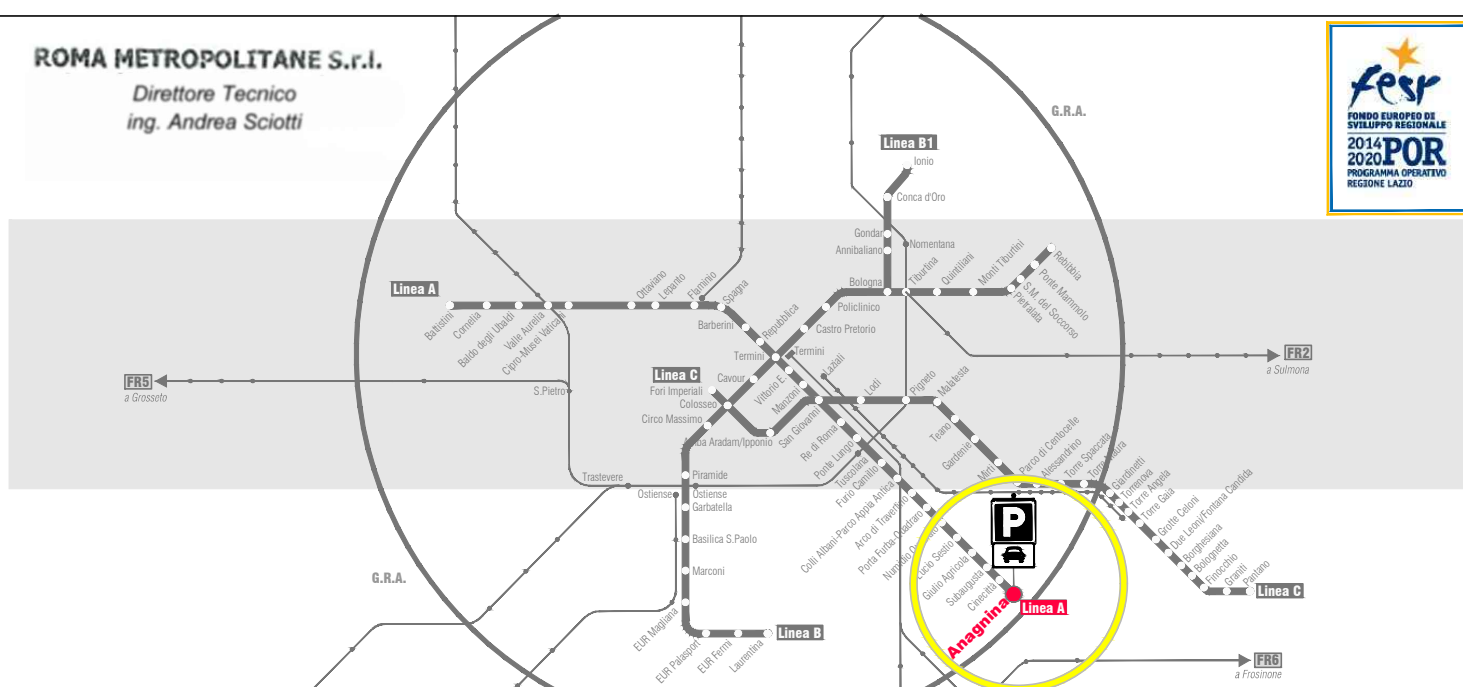 ROMA METROPOLITANE S.r.l.
Direttore Tecnico
ing. Andrea Sciotti
fesr
FONDO EUROPEO DI
SVILUPPO REGIONALE
2014
2020 POR
PROGRAMMA OPERATIVO
REGIONE LAZIO
G.R.A.
Linea B1
Ionio
Conca d'Oro
Gondar
Annibaliano
Nomentana
Bologna
Tiburtina
Quintiliani
Monti Tiburtini
Pietralata
S.M. del Soccorso
Ponte Mammolo
Rebibbia
Linea A
Battistini
Cornelia
Baldo degli Ubaldi
Valle Aurelia
Cipro-Musei Vaticani
Ottaviano
Lepanto
Flaminio
Spagna
Barberini
Repubblica
Policlinico
Castro Pretorio
Termini
Termini
Laziali
FR2
a Sulmona
FR5
a Grosseto
S.Pietro
Linea C
Fori Imperiali
Cavour
Colosseo
Circo Massimo
Vittorio E.
Manzoni
Amba Aradam/Ipponio
San Giovanni
Lodi
Pigneto
Malatesta
Teano
Gardenie
Mirti
Parco di Centocelle
Alessandrino
Torre Spaccata
Torre Maura
Giardinetti
Torrenova
Torre Angela
Torre Gaia
Grotte Celoni
Due Leoni/Fontana Candida
Borghesiana
Bolognetta
Finocchio
Graniti
Pantano
Linea C
Re di Roma
Ponte Lungo
Tuscolana
Furio Camillo
Colli Albani-Parco Appia Antica
Arco di Travertino
Porta Furba-Quadraro
Lucio Sestio
Giulio Agricola
Subaugusta
Cinecittà
Anagnina
Linea A
P
Trastevere
Piramide
Ostiense
Ostiense
Garbatella
Basilica S.Paolo
Marconi
EUR Magliana
EUR Palasport
EUR Fermi
Laurentina
Linea B
G.R.A.
FR6
a Frosinone